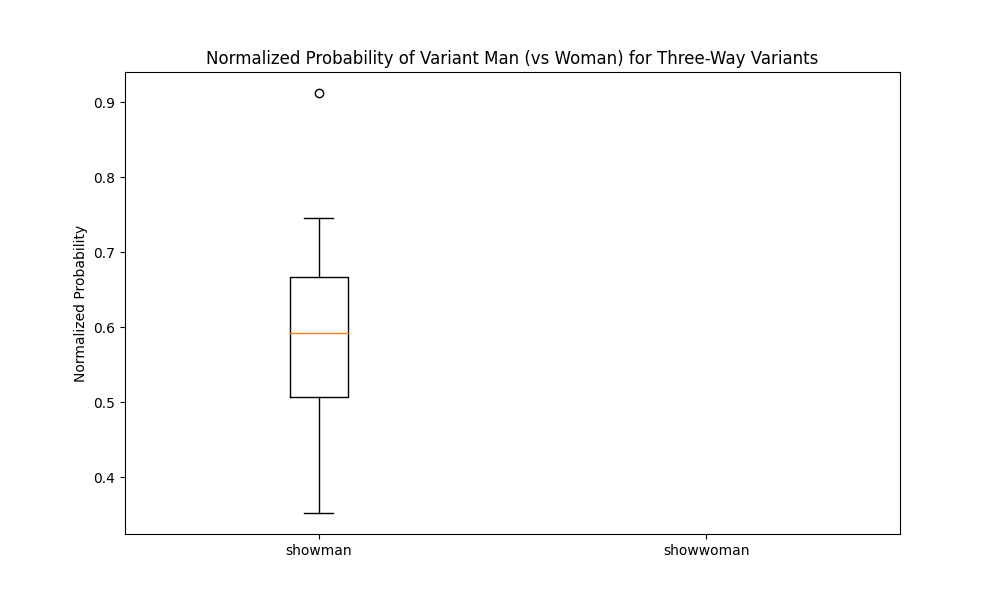 Normalized Probability of Variant Man (vs Woman) for Three-Way Variants
Normalized Probability
0.9
0.8
0.7
0.6
0.5
0.4
showman
showwoman